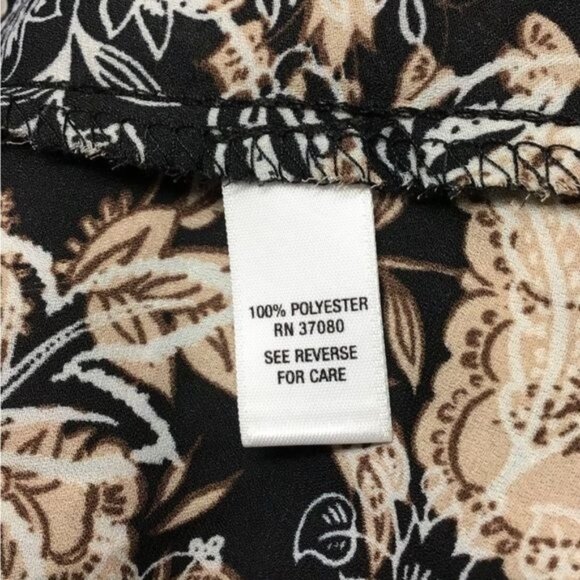 100% POLYESTER
RN 37080
SEE REVERSE
FOR CARE